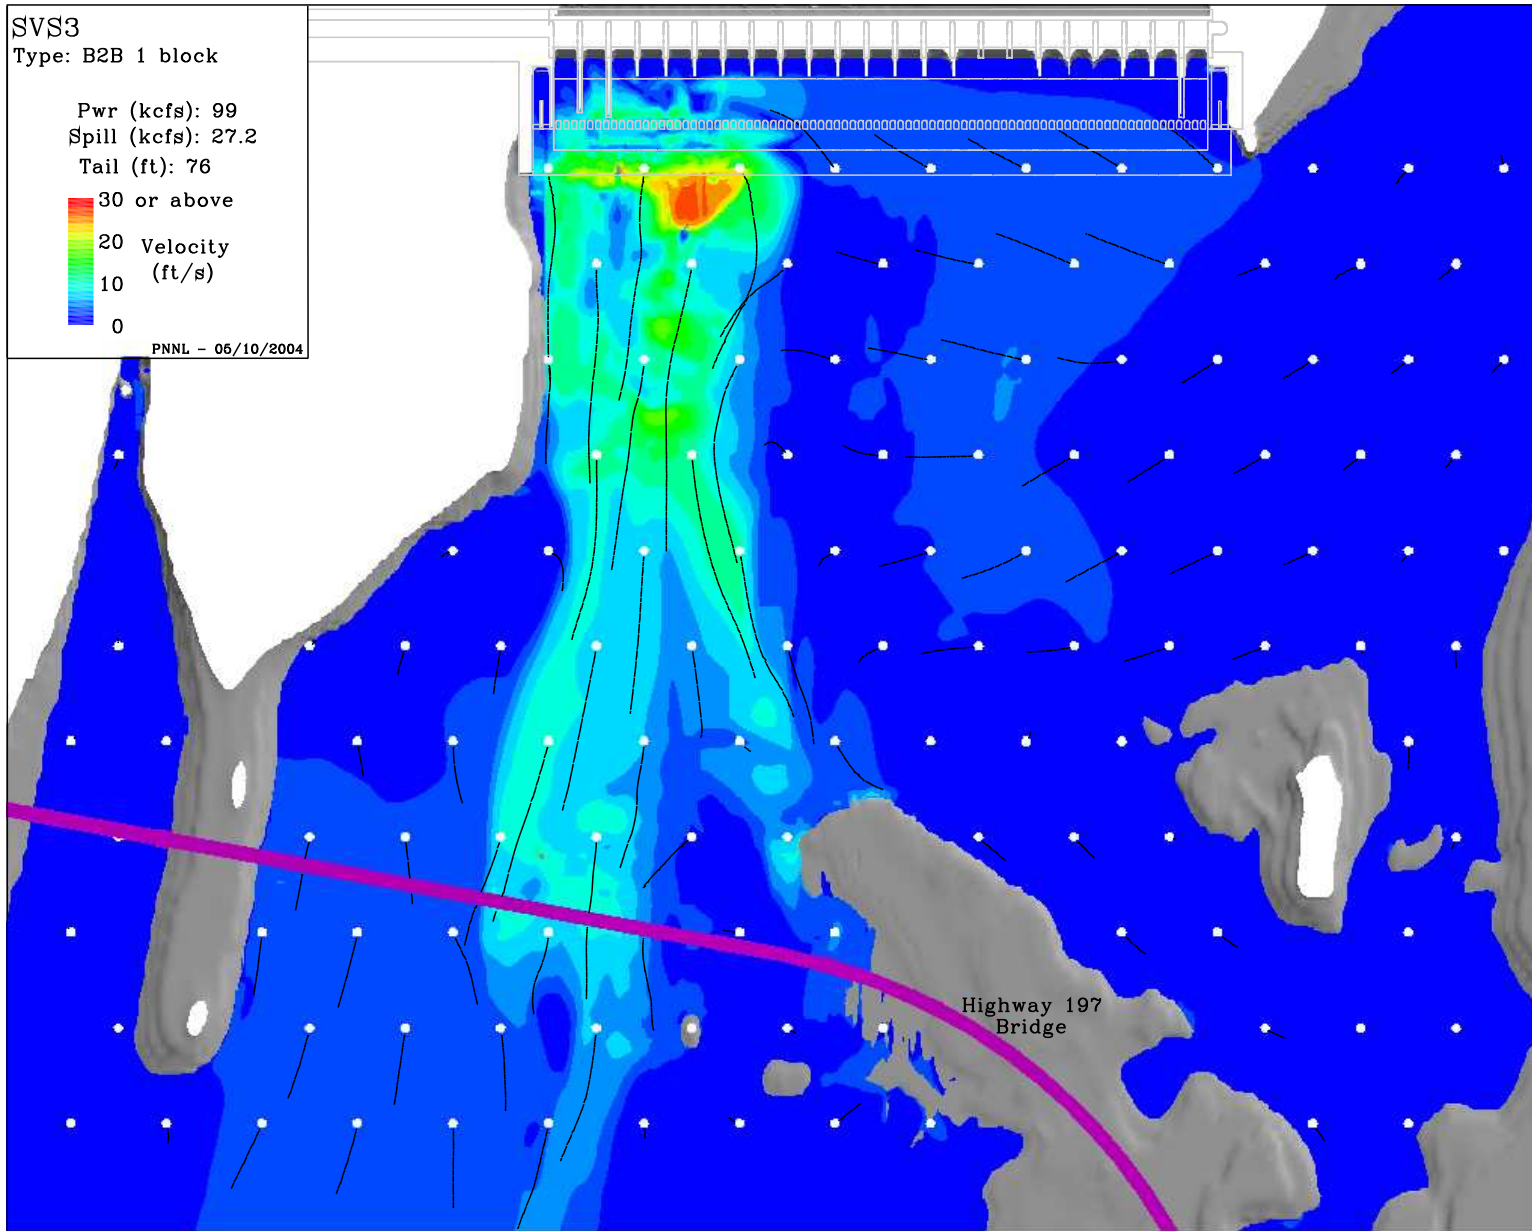 SVS3
Type: B2B 1 block
Pwr (kcfs): 99
Spill (kcfs): 27.2
Tail (ft): 76
30 or above
20
Velocity
(ft/s)
10
0
PNNL - 05/10/2004
Highway 197
Bridge